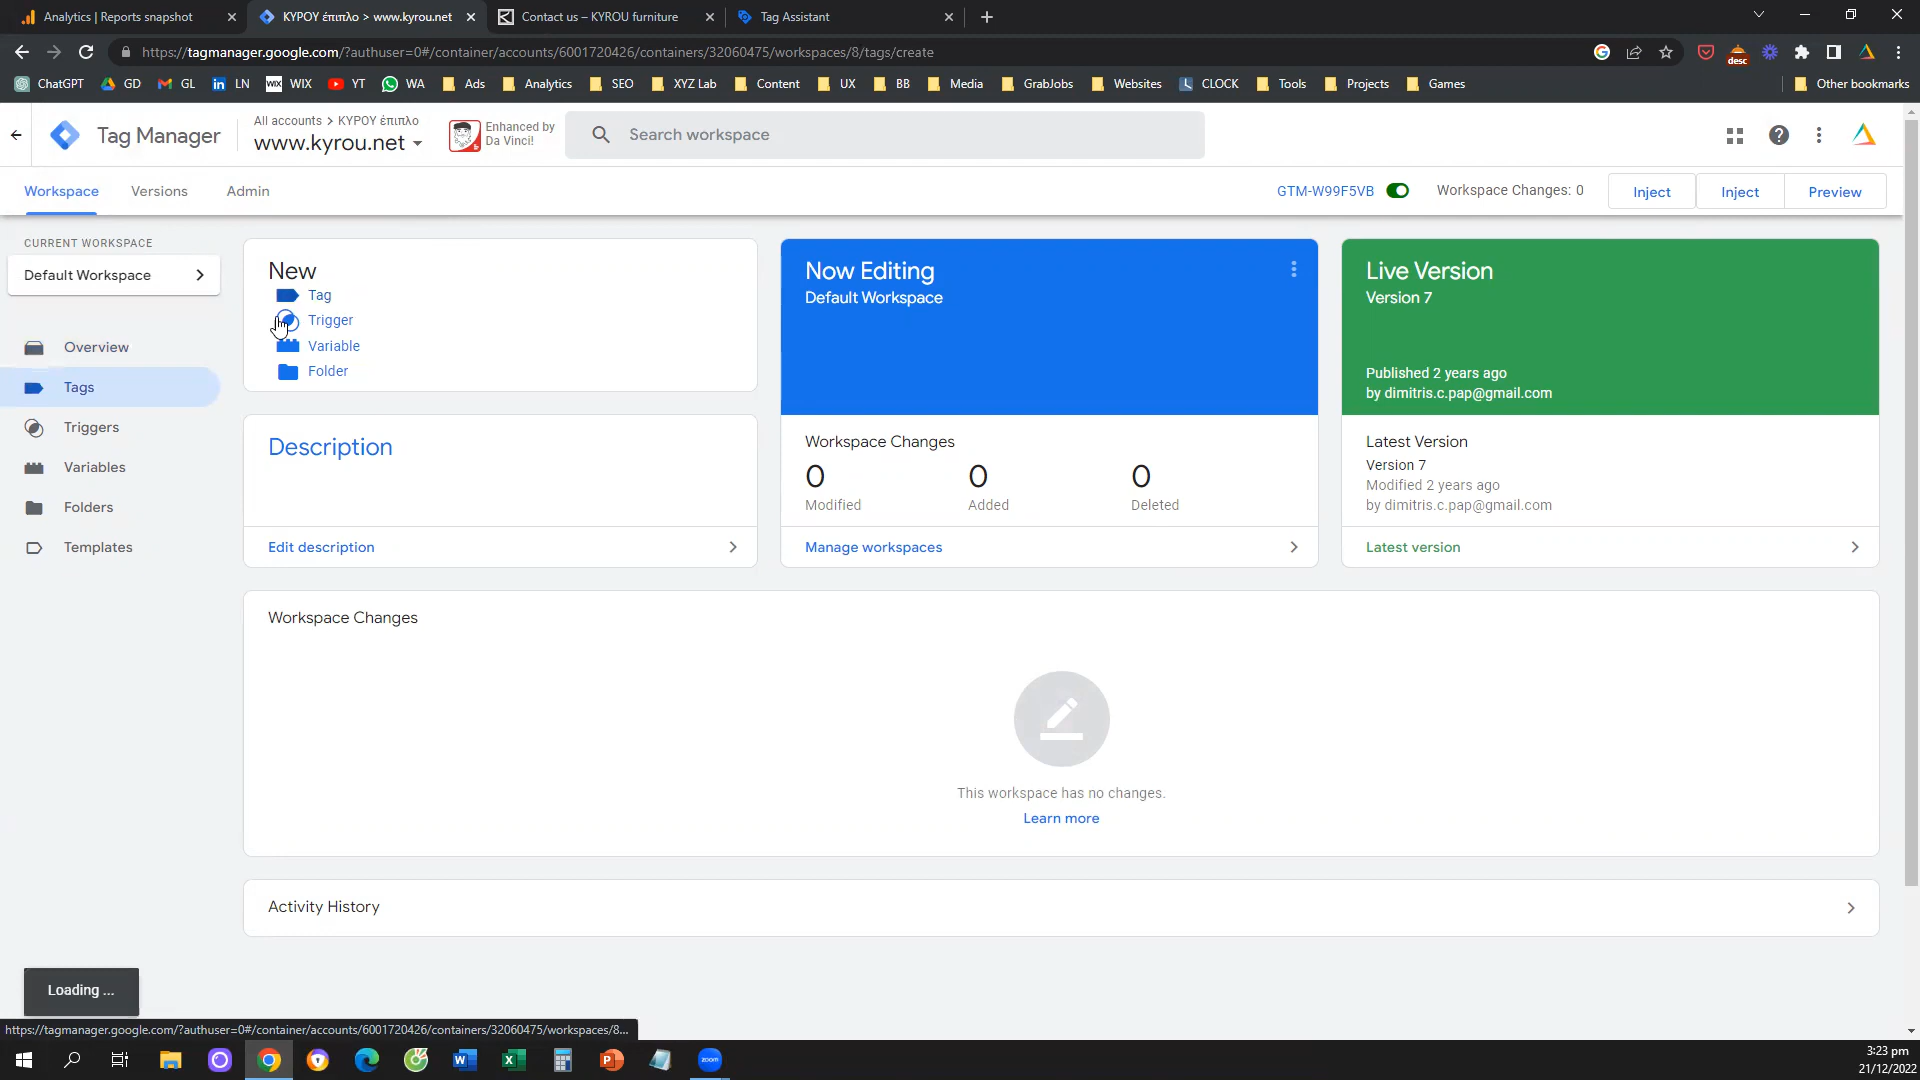 Analytics | Reports snapshot
ΚΥΡΟΥ έπιπλο > www.kyrou.net
Contact us – KYROU furniture
Tag Assistant
https://tagmanager.google.com/?authuser=0#/container/accounts/6001720426/containers/32060475/workspaces/8/tags/create
desc
ChatGPT GD GL LN WIX YT WA Ads Analytics SEO XYZ Lab Content UX BB Media GrabJobs Websites CLOCK Tools Projects Games Other bookmarks
Tag Manager
All accounts > ΚΥΡΟΥ έπιπλο
www.kyrou.net
Enhanced by
Da Vinci!
Search workspace
Workspace Versions Admin
GTM-W99F5VB
Workspace Changes: 0
Inject
Inject
Preview
CURRENT WORKSPACE
Default Workspace
Overview
Tags
Triggers
Variables
Folders
Templates
New
Tag
Trigger
Variable
Folder
Description
Edit description
Now Editing
Default Workspace
Workspace Changes
0 0 0
Modified Added Deleted
Manage workspaces
Live Version
Version 7
Published 2 years ago
by dimitris.c.pap@gmail.com
Latest Version
Version 7
Modified 2 years ago
by dimitris.c.pap@gmail.com
Latest version
Workspace Changes
This workspace has no changes.
Learn more
Activity History
Loading ...
https://tagmanager.google.com/?authuser=0#/container/accounts/6001720426/containers/32060475/workspaces/8...
zoom
3:23 pm
21/12/2022